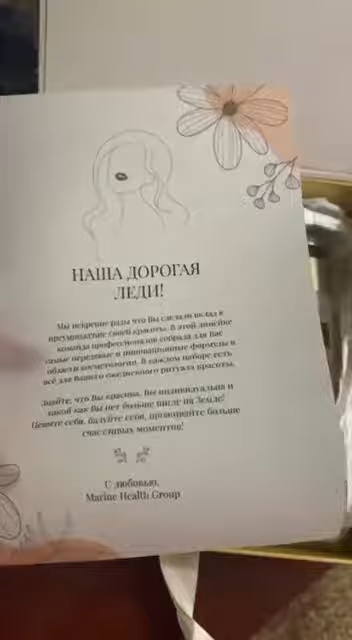 НАША ДОРОГАЯ
ЛЕДИ!
Мы искренне рады что Вы сделали вклад в
преумножение своей красоты. В этой линейке
команда профессионалов собрала для Вас
самые передовые и инновационные формулы в
области косметологии. В каждом наборе есть
всё для вашего ежедневного ритуала красоты.
Знайте, что Вы красива, Вы индивидуальна и
такой как Вы нет больше нигде на Земле!
Цените себя, балуйте себя, проживайте больше
счастливых моментов!
С любовью,
Marine Health Group